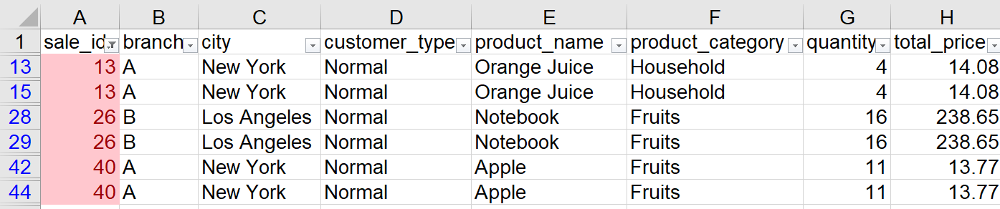 A B C D E F G H
1 sale_id branch city customer_type product_name product_category quantity total_price
13 13 A New York Normal Orange Juice Household 4 14.08
15 13 A New York Normal Orange Juice Household 4 14.08
28 26 B Los Angeles Normal Notebook Fruits 16 238.65
29 26 B Los Angeles Normal Notebook Fruits 16 238.65
42 40 A New York Normal Apple Fruits 11 13.77
44 40 A New York Normal Apple Fruits 11 13.77